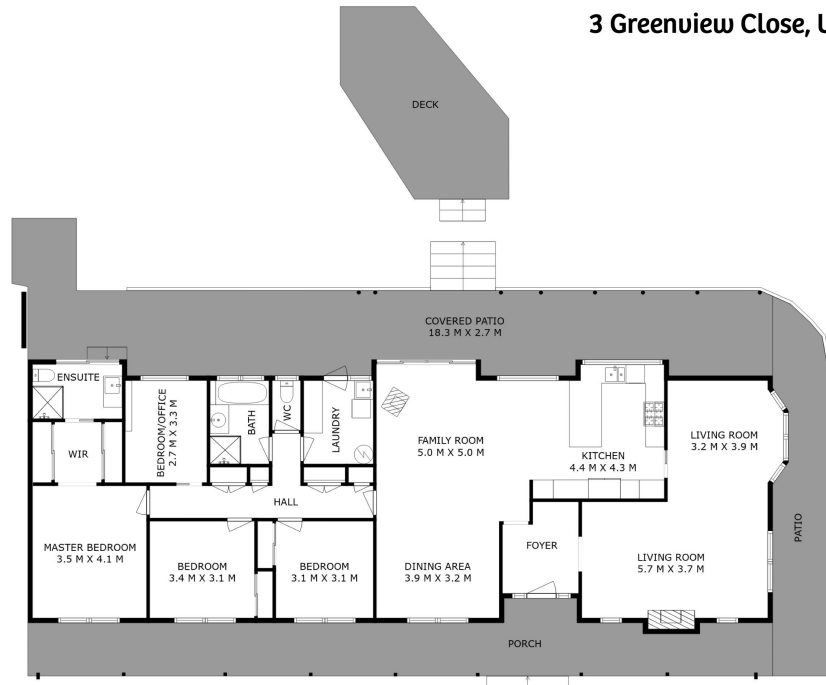 3 Greenview Close, U
DECK
COVERED PATIO
18.3 M X 2.7 M
ENSUITE
WIR
BEDROOM/OFFICE
2.7 M X 3.3 M
BATH
WC
LAUNDRY
FAMILY ROOM
5.0 M X 5.0 M
KITCHEN
4.4 M X 4.3 M
LIVING ROOM
3.2 M X 3.9 M
HALL
MASTER BEDROOM
3.5 M X 4.1 M
BEDROOM
3.4 M X 3.1 M
BEDROOM
3.1 M X 3.1 M
DINING AREA
3.9 M X 3.2 M
FOYER
LIVING ROOM
5.7 M X 3.7 M
PATIO
PORCH